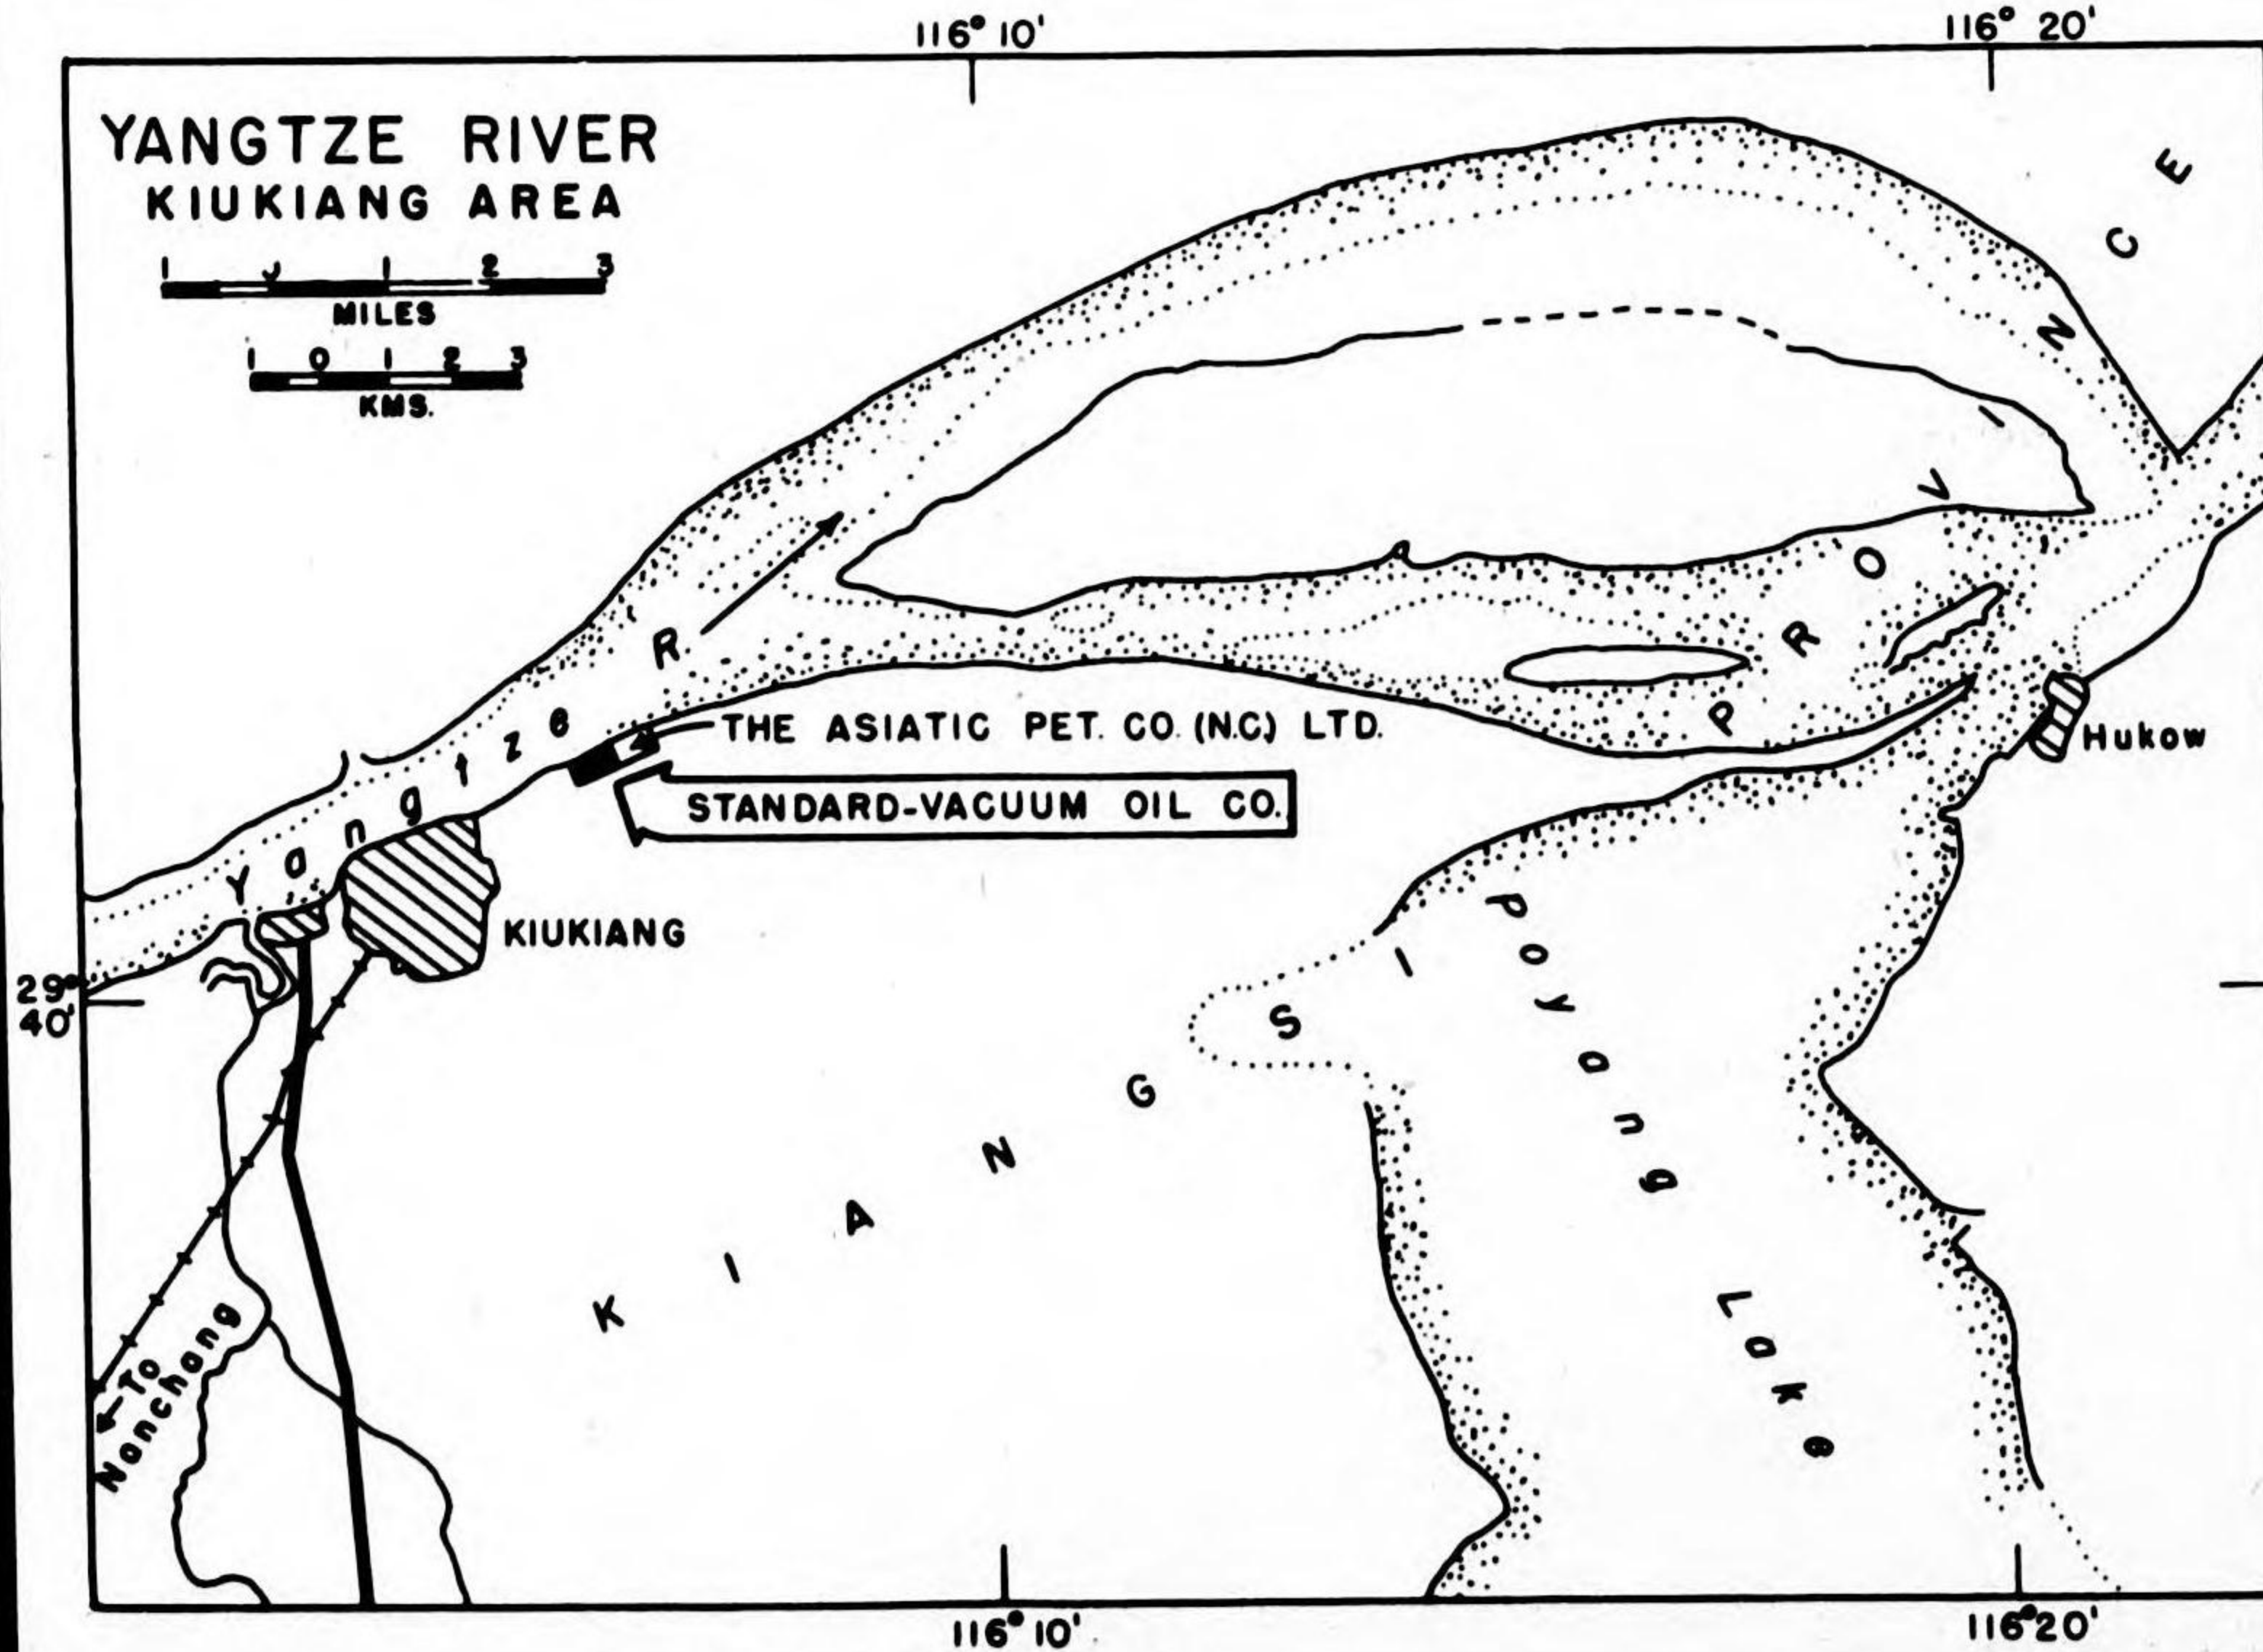 116° 10'
116° 20'
YANGTZE RIVER
KIUKIANG AREA
1 0 1 2 3
MILES
1 0 1 2 3
KMS.
Yangtze R.
THE ASIATIC PET. CO. (N.C.) LTD.
STANDARD-VACUUM OIL CO.
Hukow
KIUKIANG
29°
40'
KIANGSI PROVINCE
Poyang Lake
To
Nanchang
116° 10'
116° 20'